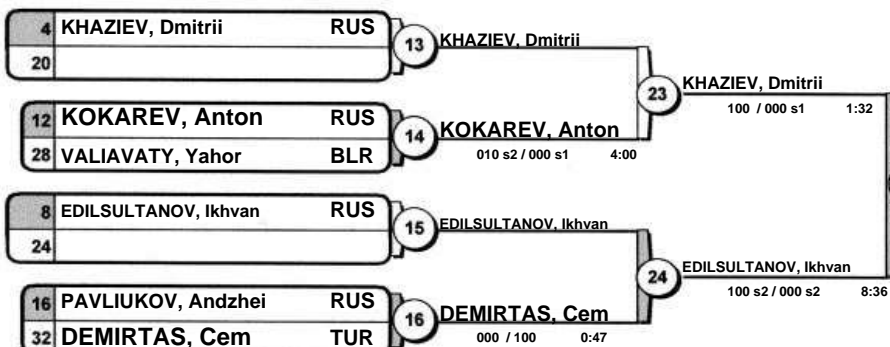 4 KHAZIEV, Dmitrii RUS
20
13 KHAZIEV, Dmitrii
12 KOKAREV, Anton RUS
28 VALIAVATY, Yahor BLR
14 KOKAREV, Anton
010 s2 / 000 s1 4:00
23 KHAZIEV, Dmitrii
100 / 000 s1 1:32
8 EDILSULTANOV, Ikhvan RUS
24
15 EDILSULTANOV, Ikhvan
16 PAVLIUKOV, Andzhei RUS
32 DEMIRTAS, Cem TUR
16 DEMIRTAS, Cem
000 / 100 0:47
24 EDILSULTANOV, Ikhvan
100 s2 / 000 s2 8:36